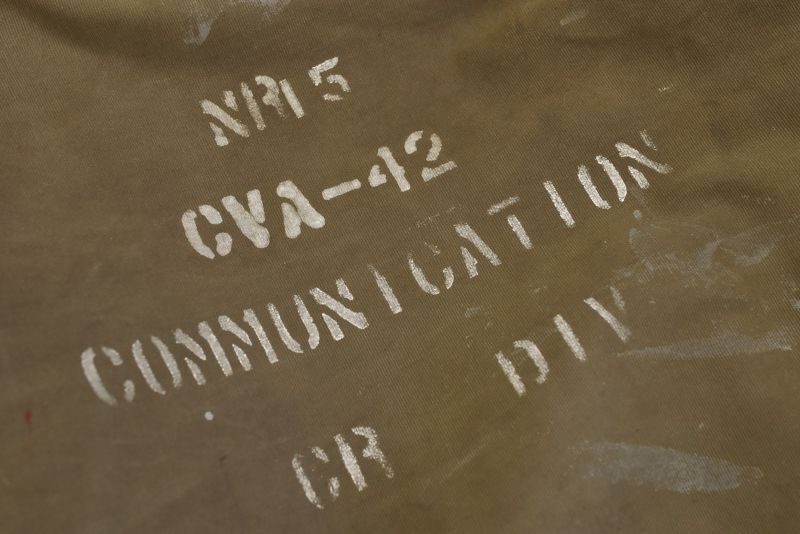 NR 5
CVA-42
COMMUNICATION
CR DIV